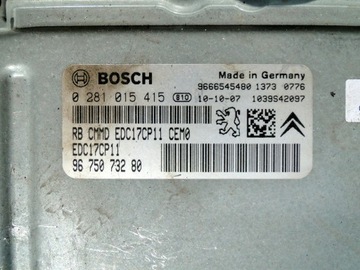 BOSCH
Made in Germany
9666545480 1373 0776
0 281 015 415 810 10-10-07 1039S42097
RB CMMD EDC17CP11 CEM0
EDC17CP11
96 750 732 80